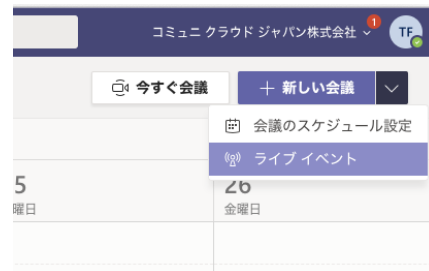 コミュニ クラウド ジャパン株式会社
1
TF
今すぐ会議
新しい会議
会議のスケジュール設定
ライブ イベント
5
曜日
26
金曜日